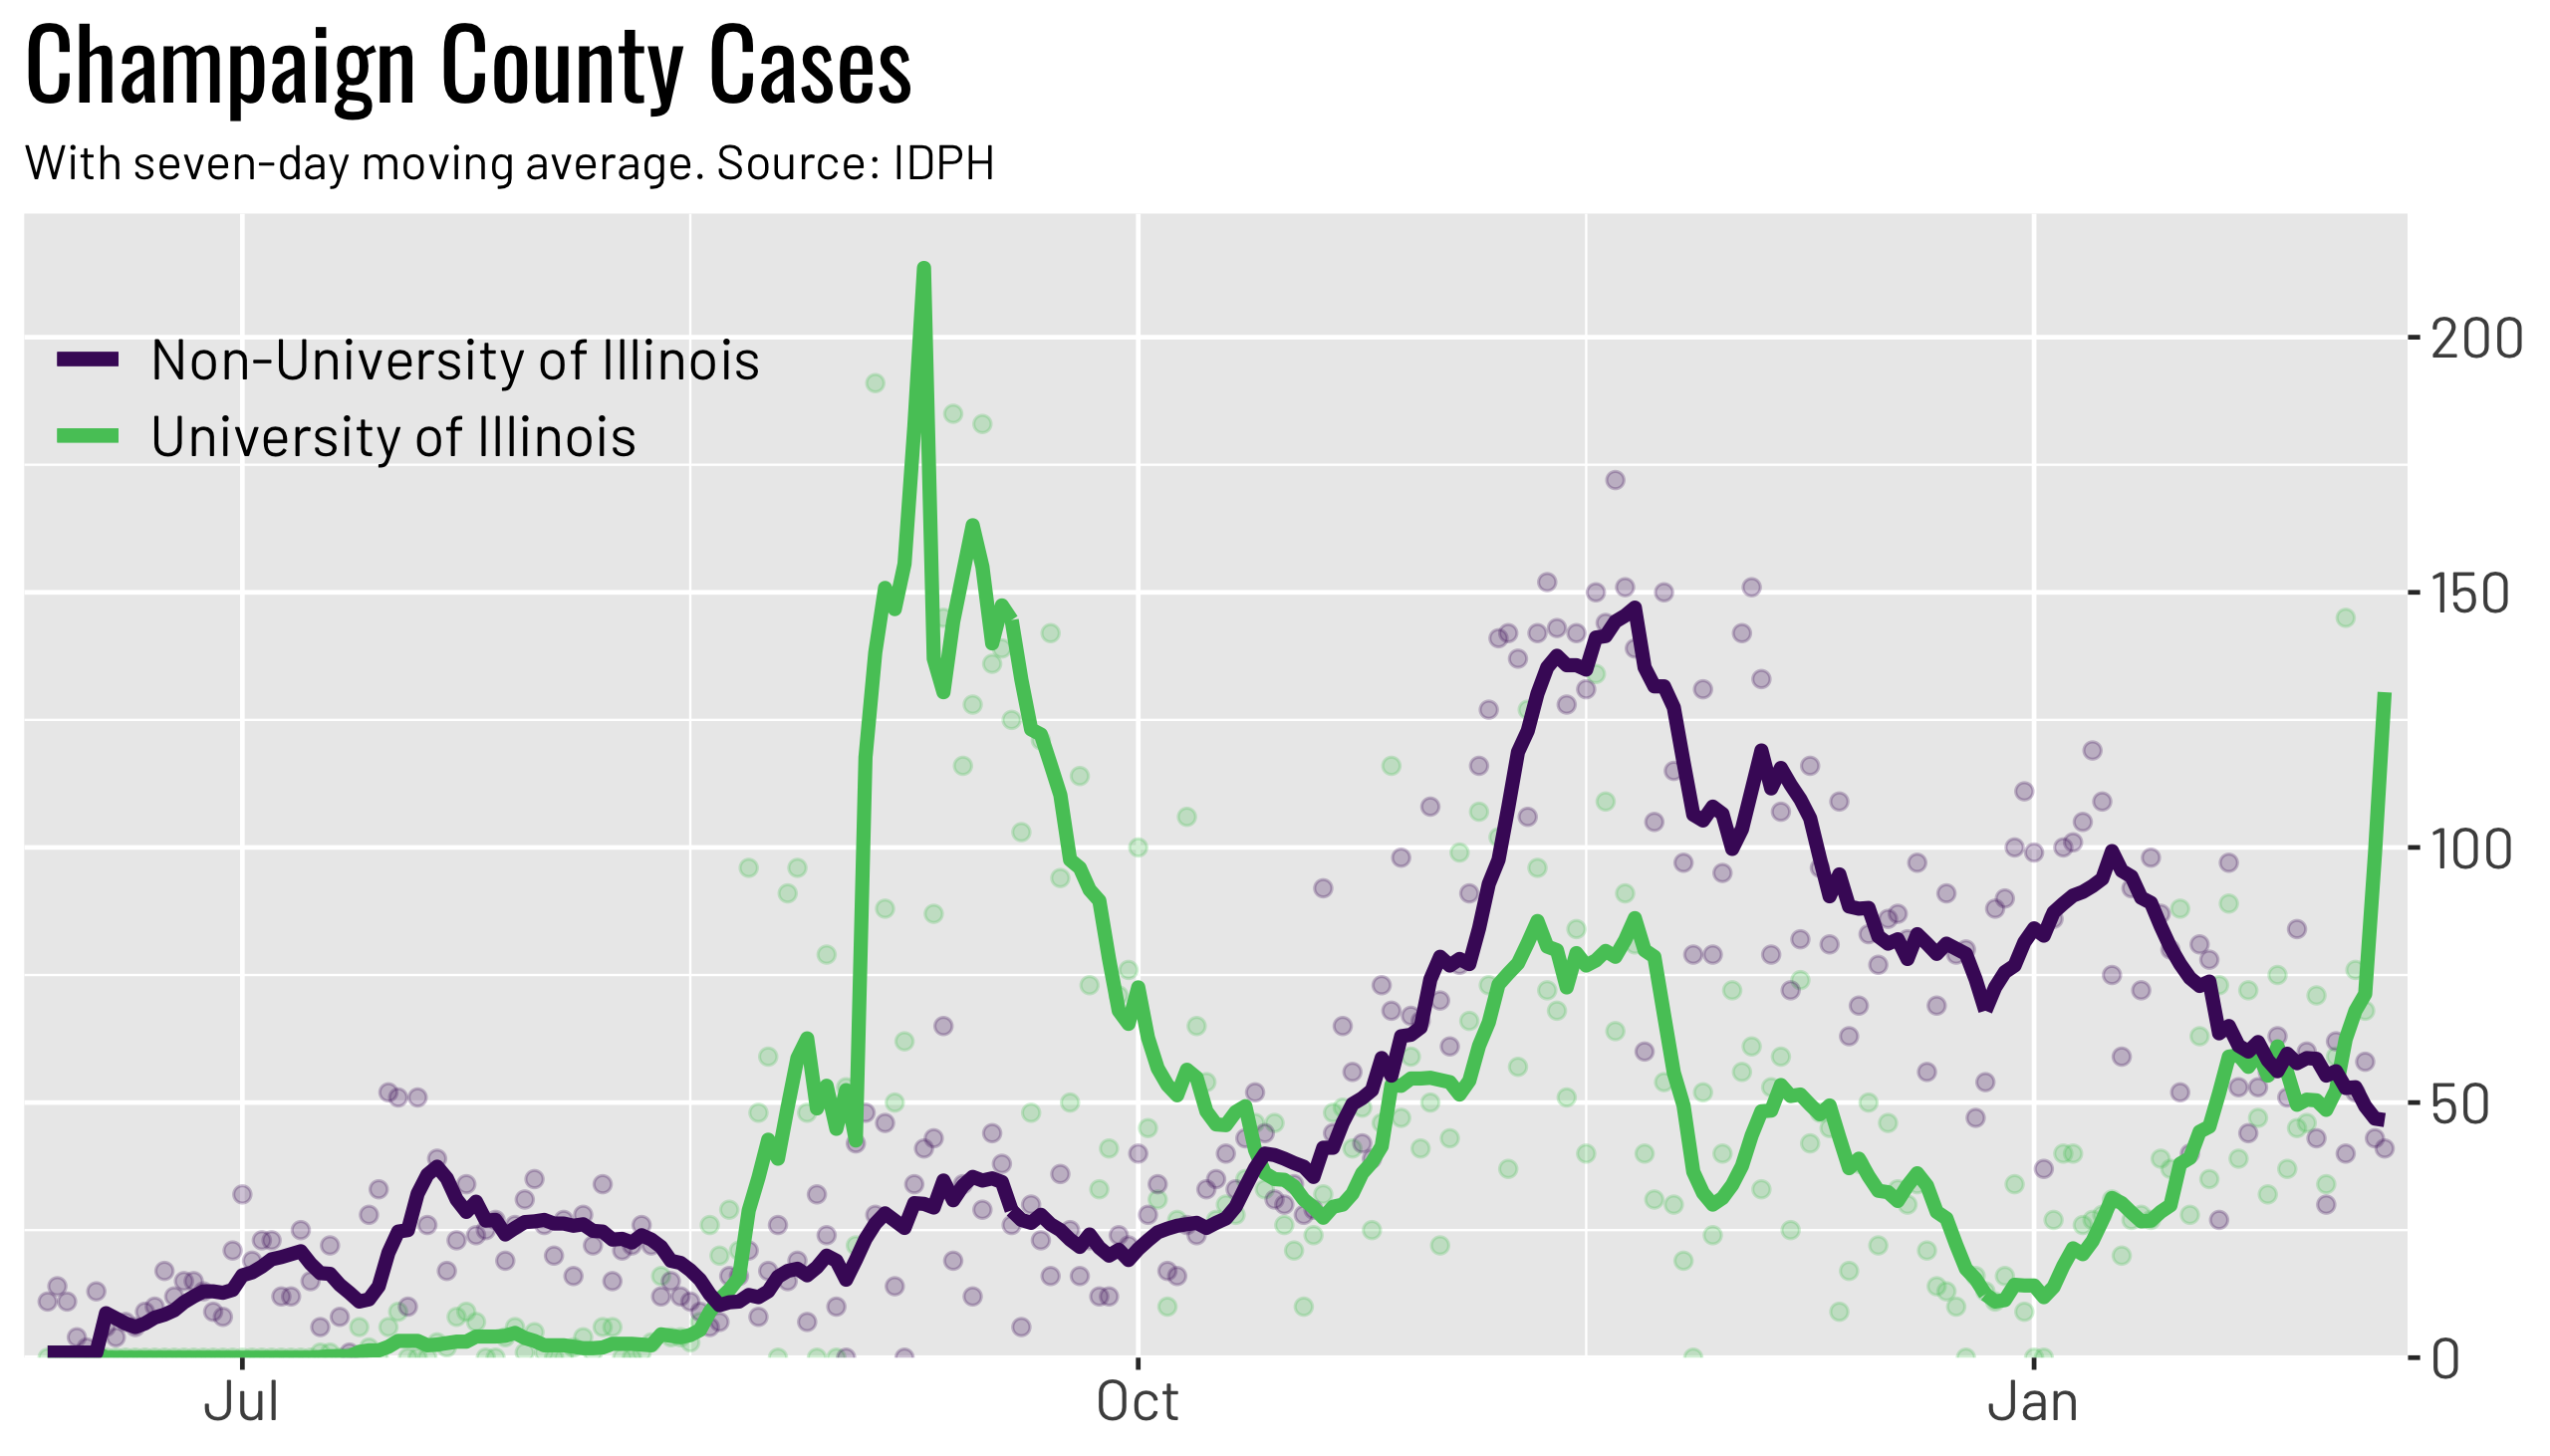 Champaign County Cases
With seven-day moving average. Source: IDPH
Non-University of Illinois
University of Illinois
200
150
100
50
0
Jul
Oct
Jan